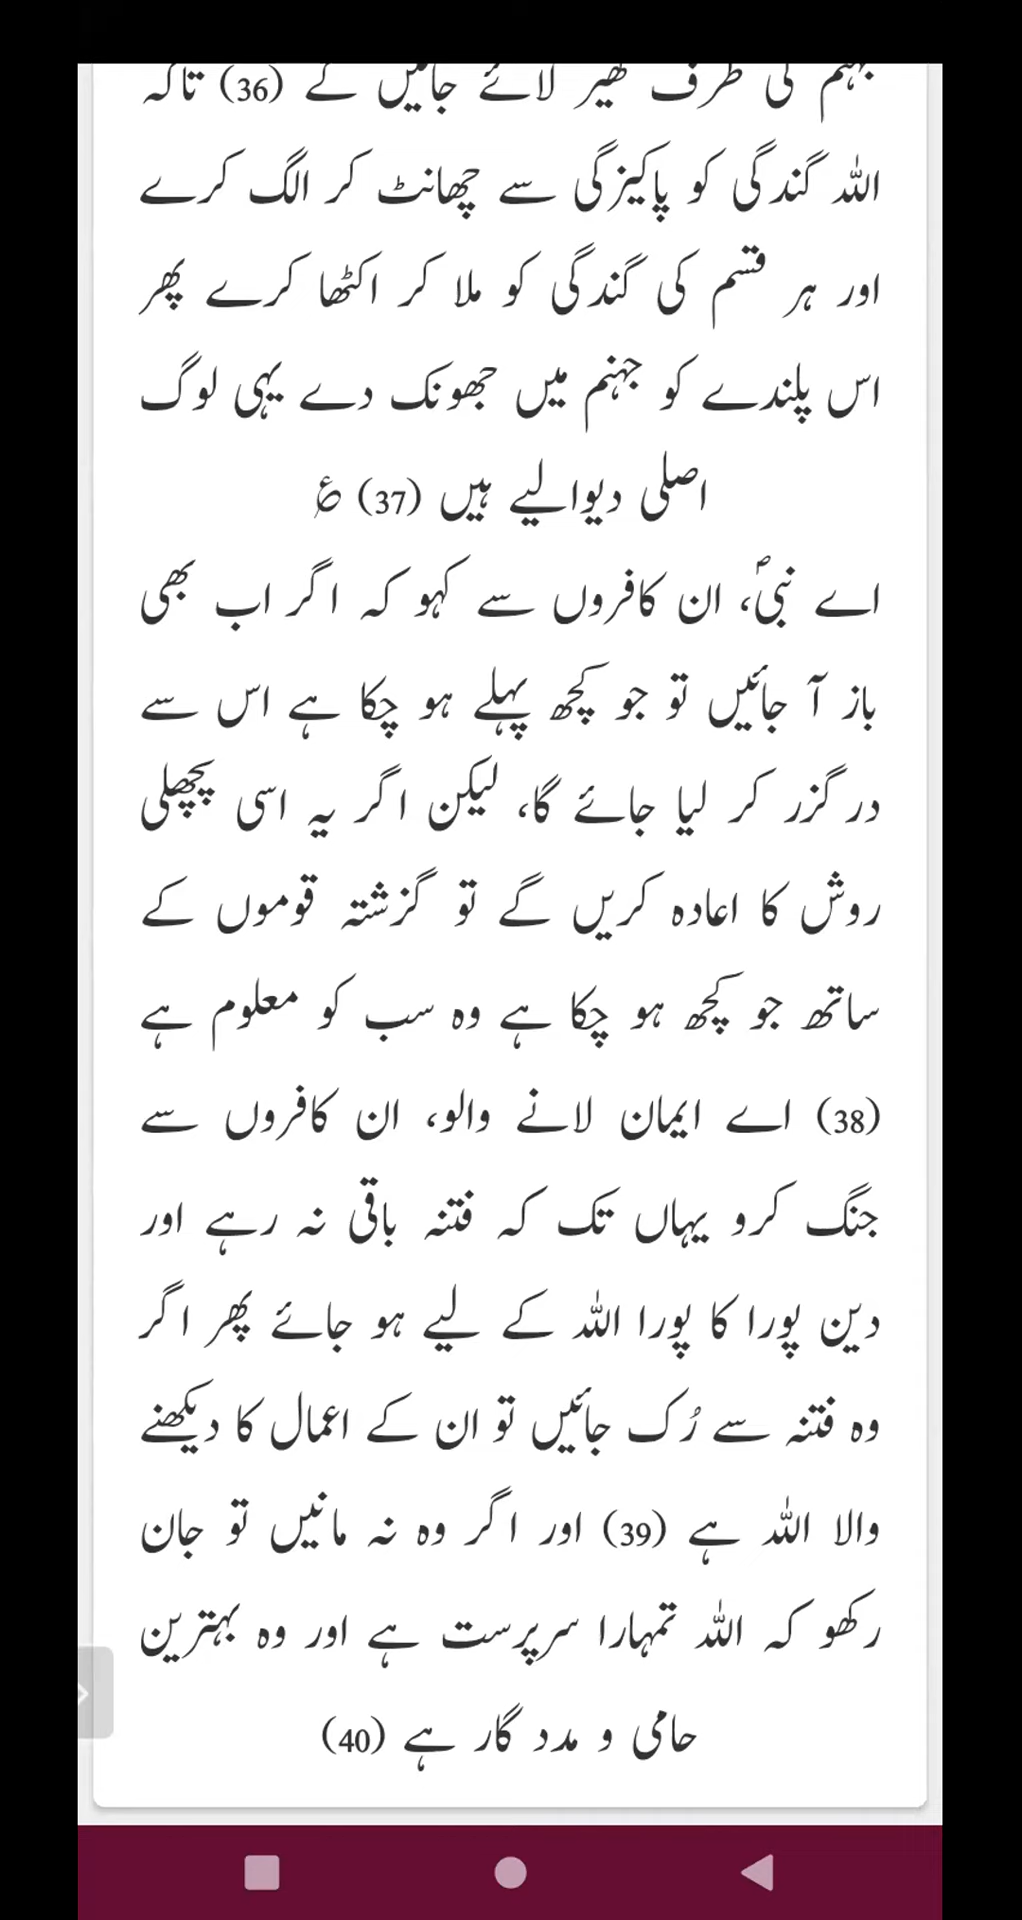 جہنم کی طرف گھیر لائے جائیں گے (36) تاکہ
اللہ گندگی کو پاکیزگی سے چھانٹ کر الگ کرے
اور ہر قسم کی گندگی کو ملا کر اکٹھا کرے پھر
اس پلندے کو جہنم میں جھونک دے یہی لوگ
اصلی دیوالیے ہیں (37) ؏
اے نبیؐ، ان کافروں سے کہو کہ اگر اب بھی
باز آ جائیں تو جو کچھ پہلے ہو چکا ہے اس سے
در گزر کر لیا جائے گا، لیکن اگر یہ اسی پچھلی
روش کا اعادہ کریں گے تو گزشتہ قوموں کے
ساتھ جو کچھ ہو چکا ہے وہ سب کو معلوم ہے
(38) اے ایمان لانے والو، ان کافروں سے
جنگ کرو یہاں تک کہ فتنہ باقی نہ رہے اور
دین پورا کا پورا اللہ کے لیے ہو جائے پھر اگر
وہ فتنہ سے رُک جائیں تو ان کے اعمال کا دیکھنے
والا اللہ ہے (39) اور اگر وہ نہ مانیں تو جان
رکھو کہ اللہ تمہارا سرپرست ہے اور وہ بہترین
حامی و مدد گار ہے (40)